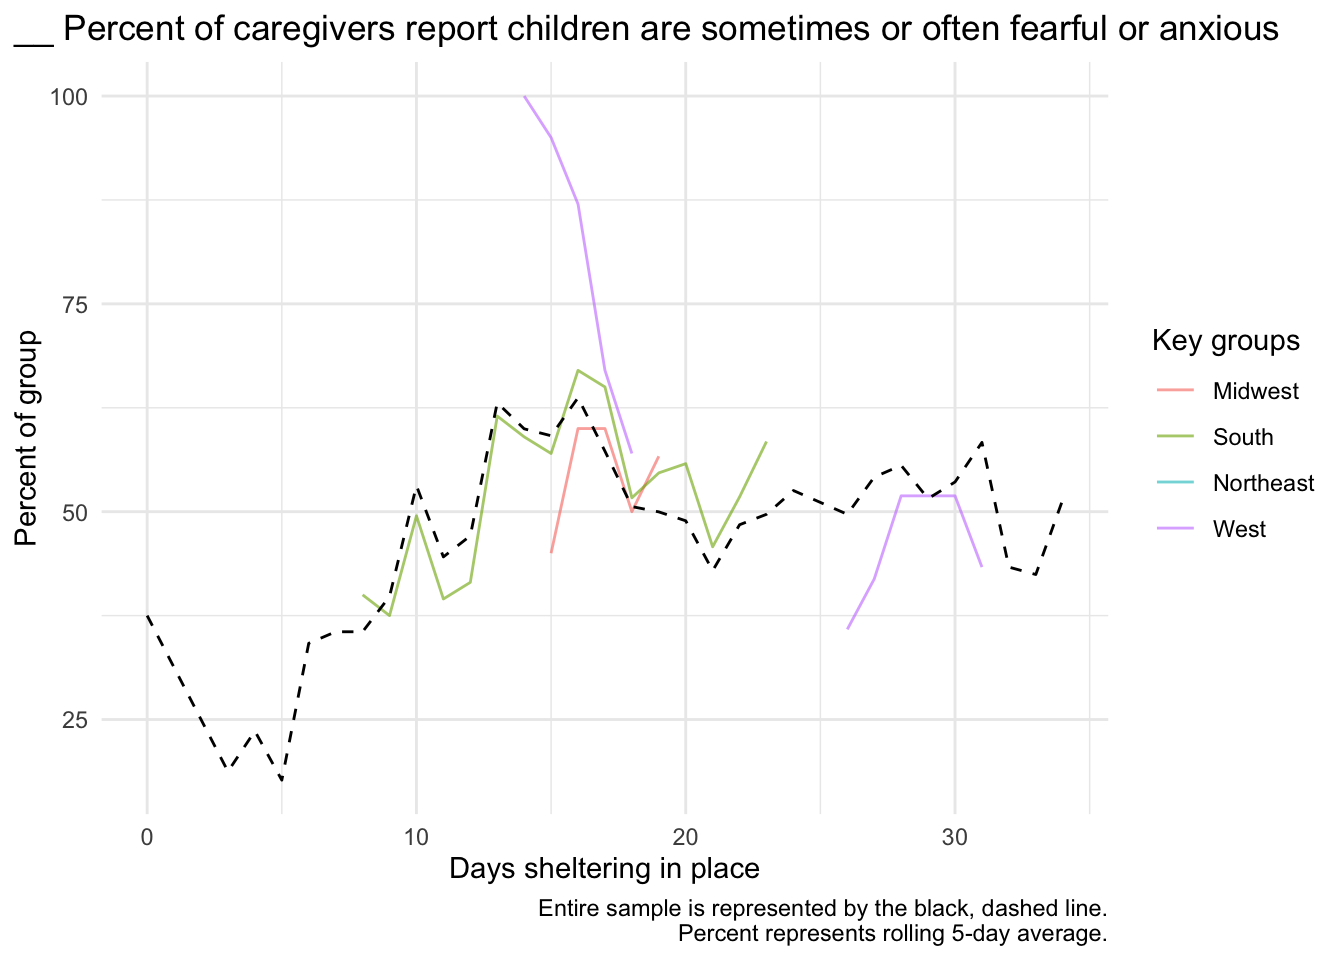 __ Percent of caregivers report children are sometimes or often fearful or anxious
100
75
50
25
Percent of group
0 10 20 30
Days sheltering in place
Key groups
Midwest
South
Northeast
West
Entire sample is represented by the black, dashed line.
Percent represents rolling 5-day average.